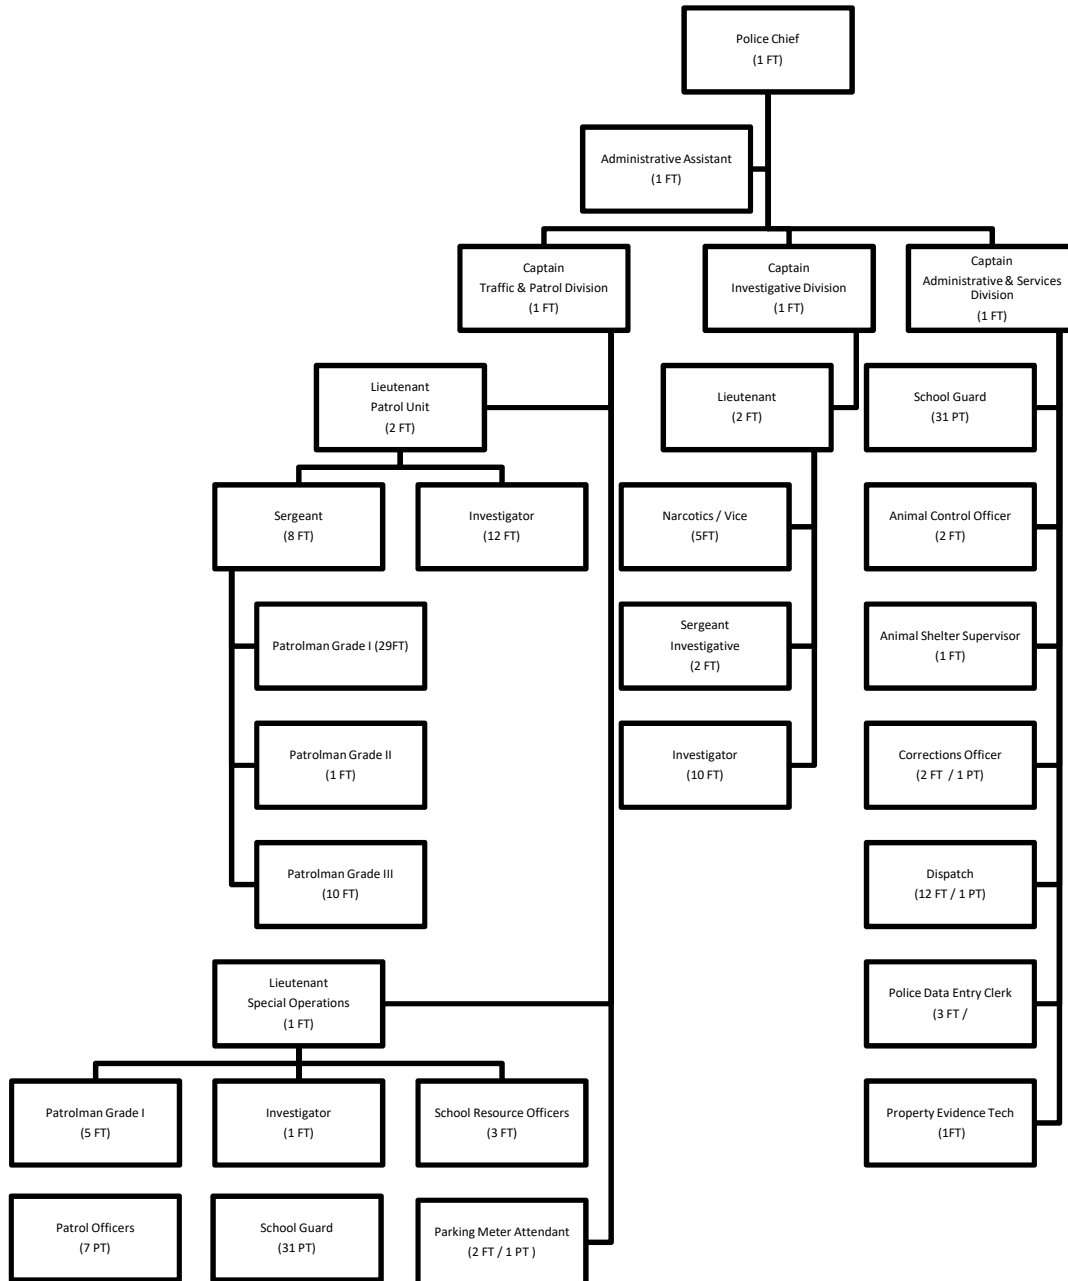 Police Chief
(1 FT)
Administrative Assistant
(1 FT)
Captain
Traffic & Patrol Division
(1 FT)
Captain
Investigative Division
(1 FT)
Captain
Administrative & Services
Division
(1 FT)
Lieutenant
Patrol Unit
(2 FT)
Lieutenant
(2 FT)
School Guard
(31 PT)
Sergeant
(8 FT)
Investigator
(12 FT)
Narcotics / Vice
(5FT)
Animal Control Officer
(2 FT)
Patrolman Grade I (29FT)
Sergeant
Investigative
(2 FT)
Animal Shelter Supervisor
(1 FT)
Patrolman Grade II
(1 FT)
Investigator
(10 FT)
Corrections Officer
(2 FT / 1 PT)
Patrolman Grade III
(10 FT)
Dispatch
(12 FT / 1 PT)
Lieutenant
Special Operations
(1 FT)
Police Data Entry Clerk
(3 FT /
Patrolman Grade I
(5 FT)
Investigator
(1 FT)
School Resource Officers
(3 FT)
Property Evidence Tech
(1FT)
Patrol Officers
(7 PT)
School Guard
(31 PT)
Parking Meter Attendant
(2 FT / 1 PT )